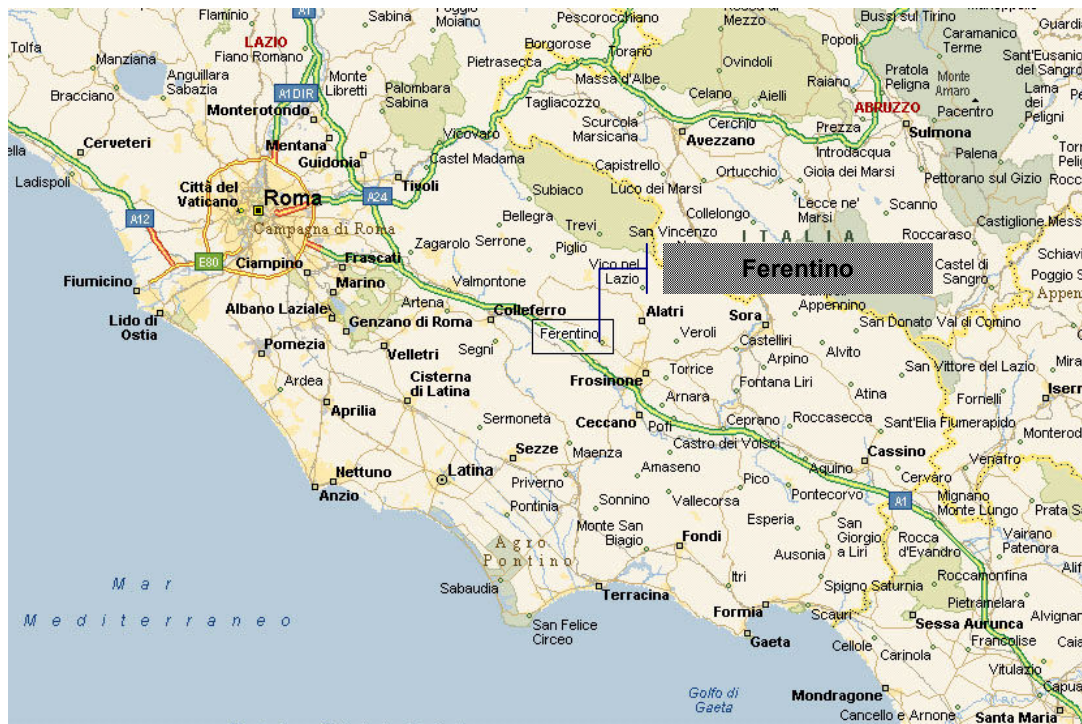 Flaminio
A1
Sabina
Poggio
Moiano
Pescorocchiano
Mezzo
Bussi sul Tirino
Popoli
Caramanico
Terme
Tolfa
LAZIO
Fiano Romano
Borgorose
Torano
Ovindoli
Sant'Eusanio
del Sangro
Manziana
Anguillara
Sabazia
Monte
Libretti
Pietrasecca
Massa d'Albe
Raiano
Pratola
Peligna
Monte
Amaro
Lama
dei
Peligni
Bracciano
A1DIR
Palombara
Sabina
Celano
Aielli
ABRUZZO
Pacentro
Monterotondo
Tagliacozzo
Scurcola
Marsicana
Cerchio
Prezza
Sulmona
Cerveteri
Mentana
Vicovaro
Avezzano
Introdacqua
Palena
Guidonia
Castel Madama
Capistrello
Ortucchio
Gioia dei Marsi
Pettorano sul Gizio
Ladispoli
Città del
Vaticano
Roma
A24
Tivoli
Subiaco
Luco dei Marsi
Lecce ne'
Marsi
Scanno
A12
Campagna di Roma
Bellegra
Trevi
Collelongo
San Vincenzo
ITALIA
Castiglione Mess
Roccaraso
Zagarolo
Serrone
Piglio
E80
Ciampino
Frascati
Vico nel
Lazio
Ferentino
Castel di
Sangro
Schiavi
Poggio S
Fiumicino
Marino
Valmontone
Appennino
Lido di
Ostia
Albano Laziale
Artena
Colleferro
Alatri
Sora
San Donato Val di Comino
Genzano di Roma
Ferentino
Veroli
Castelliri
Pomezia
Velletri
Segni
Arpino
Alvito
San Vittore del Lazio
Ardea
Cisterna
di Latina
Frosinone
Torrice
Fontana Liri
Atina
Fornelli
Isern
Aprilia
Sermoneta
Arnara
Ceccano
Pofi
Ceprano
Roccasecca
Sant'Elia Fiumerapido
Castro dei Volsci
Cassino
Venafro
Nettuno
Latina
Sezze
Maenza
Amaseno
Aquino
Cervaro
Anzio
Priverno
Pico
A1
Mignano
Monte Lungo
Pontinia
Sonnino
Vallecorsa
Pontecorvo
Prata S
Monte San
Biagio
Esperia
San
Giorgio
a Liri
Rocca
d'Evandro
Vairano
Patenora
Agro
Pontino
Fondi
Ausonia
Itri
Spigno Saturnia
Roccamonfina
Mar
Mediterraneo
Sabaudia
Terracina
Formia
Scauri
Pietramelara
San Felice
Circeo
Gaeta
Sessa Aurunca
Francolise
Cellole
Carinola
Vitulazio
Golfo di
Gaeta
Mondragone
Capua
Cancello e Arnone
Santa Maria